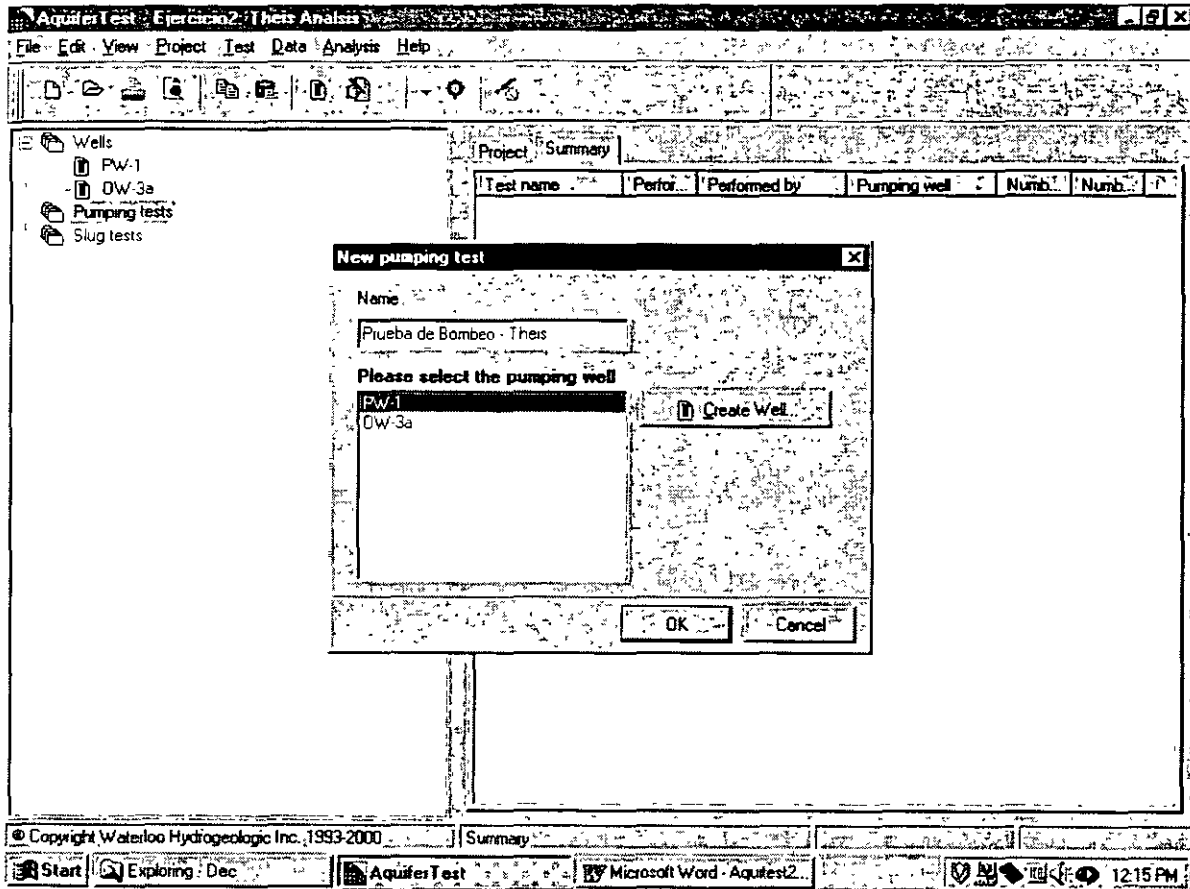 AquiferTest - Ejercicio2: Theis Analsis
File Edit View Project Test Data Analysis Help
Wells
PW-1
OW-3a
Pumping tests
Slug tests
Project Summary
Test name Perfor... Performed by Pumping well Numb... Numb...
New pumping test
Name
Prueba de Bombeo - Theis
Please select the pumping well
PW-1
OW-3a
Create Well...
OK Cancel
© Copyright Waterloo Hydrogeologic Inc. 1993-2000
Summary
Start Exploring - Dec AquiferTest Microsoft Word - Aquitest2... 12:15 PM